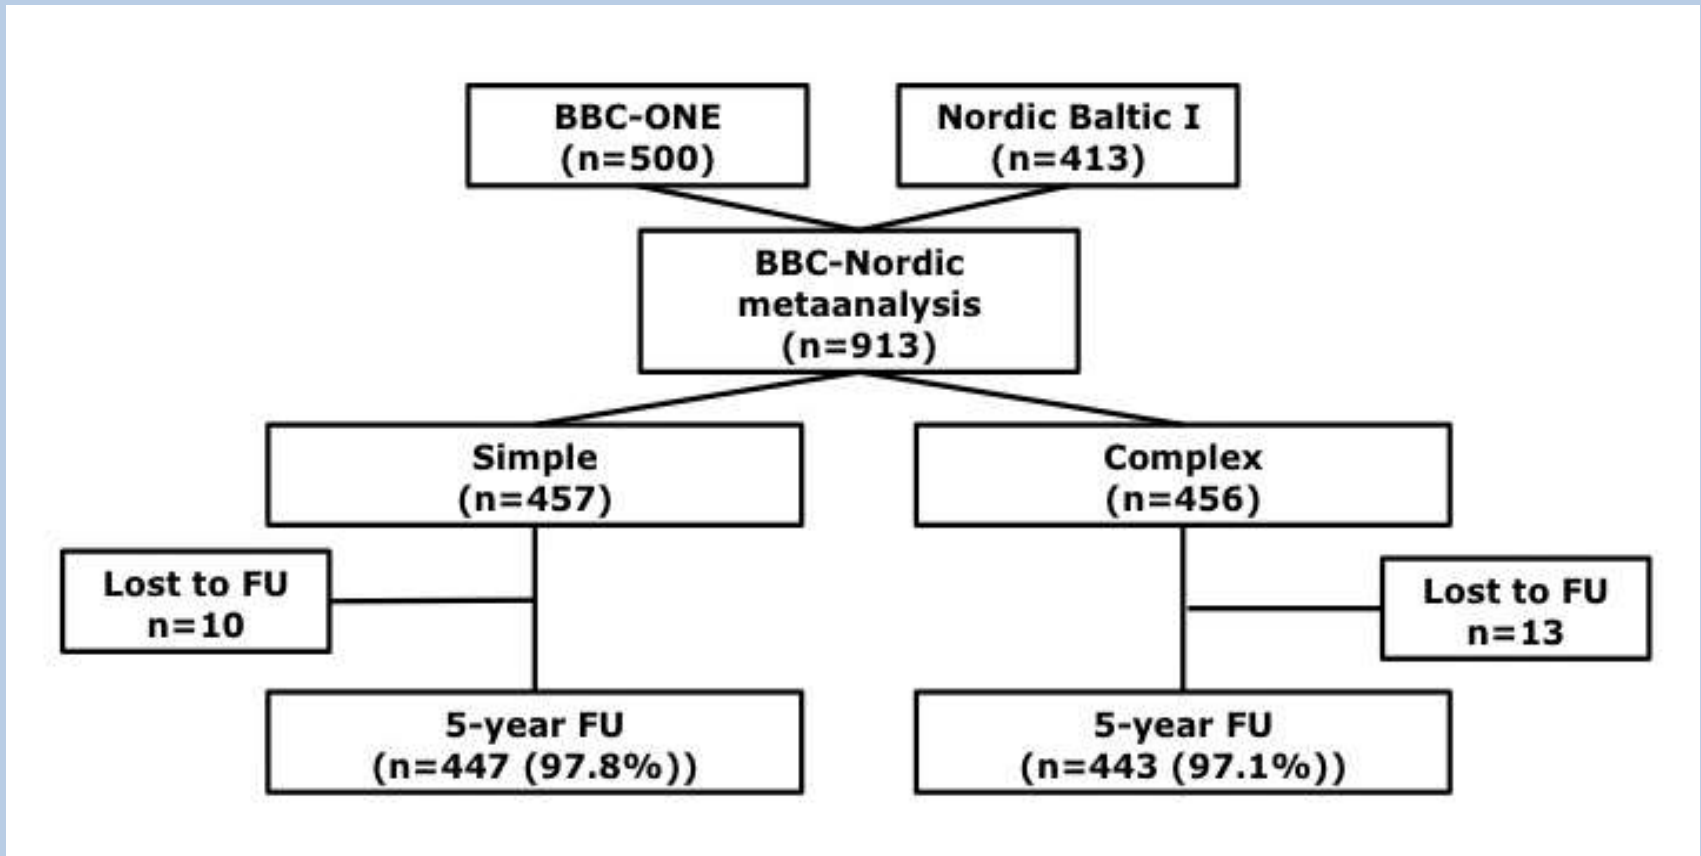 BBC-ONE
(n=500)
Nordic Baltic I
(n=413)
BBC-Nordic
metaanalysis
(n=913)
Simple
(n=457)
Complex
(n=456)
Lost to FU
n=10
Lost to FU
n=13
5-year FU
(n=447 (97.8%))
5-year FU
(n=443 (97.1%))